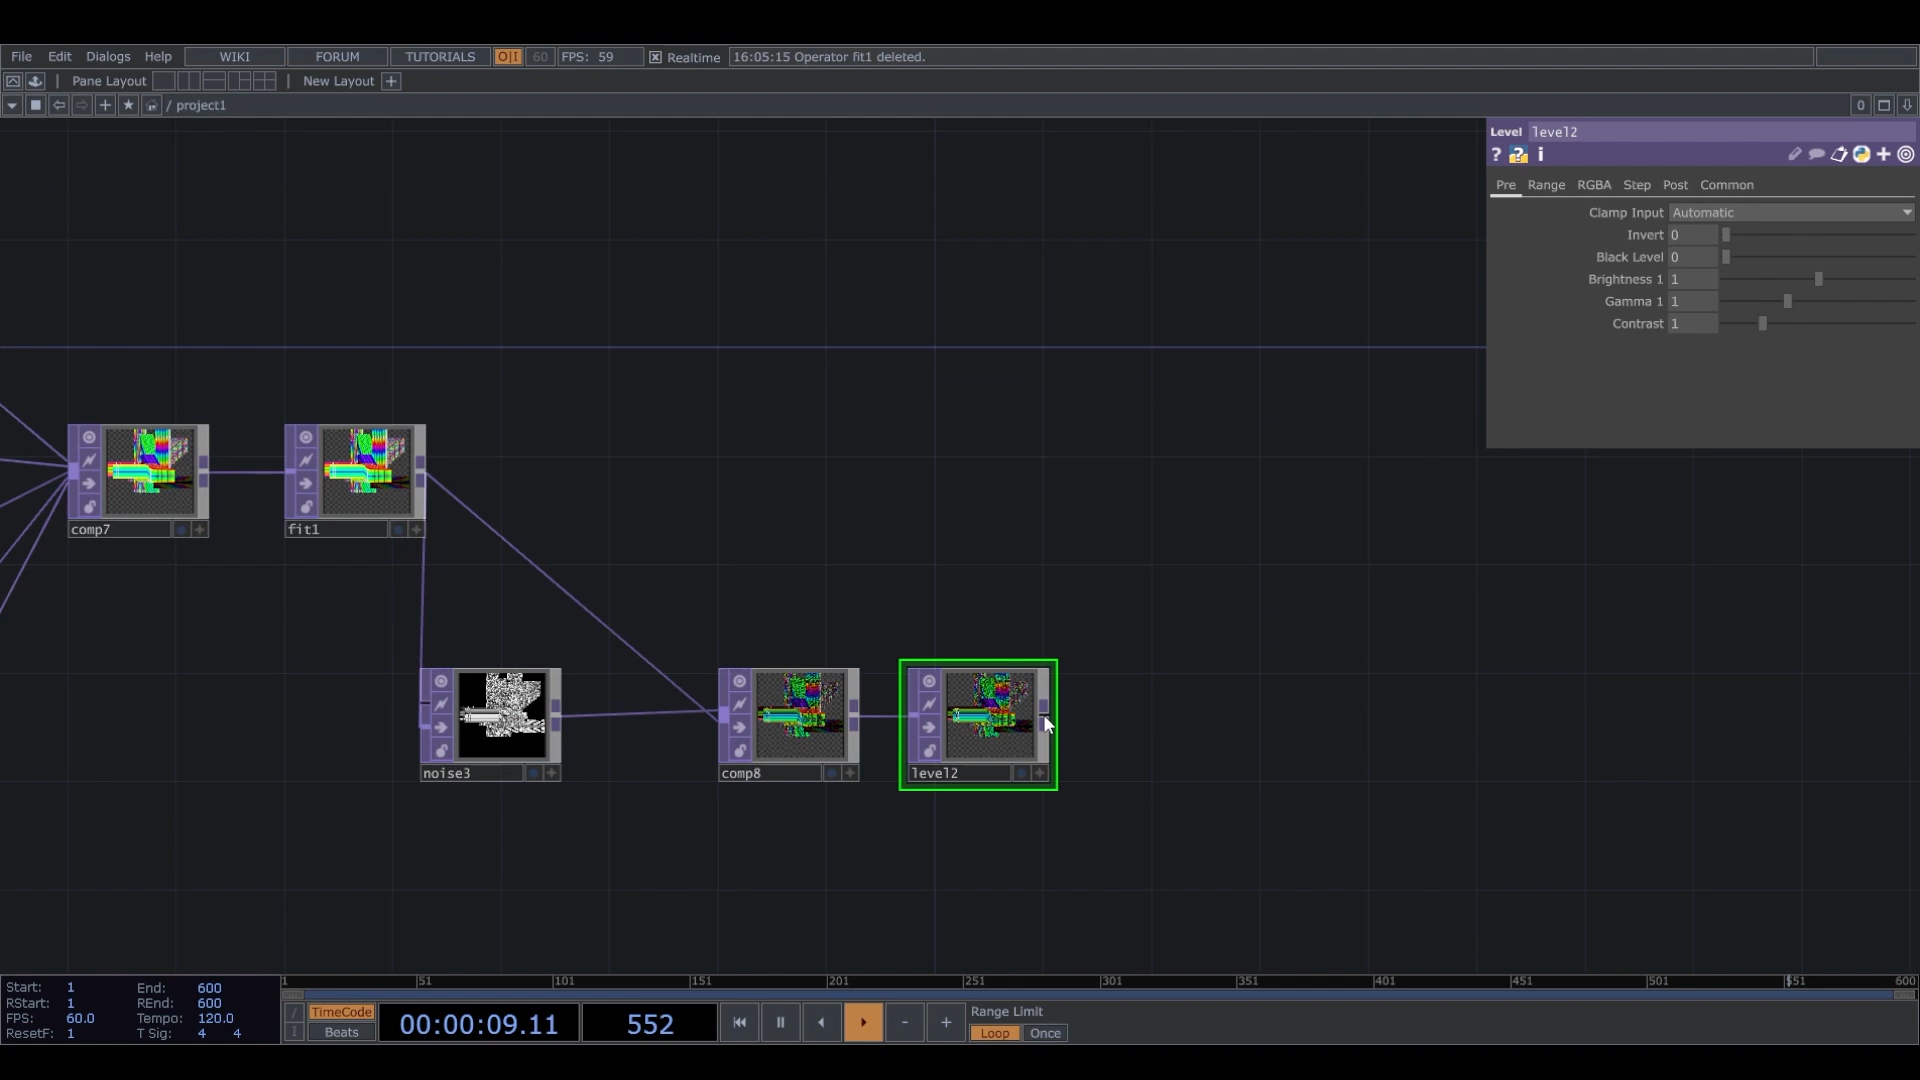 File Edit Dialogs Help WIKI FORUM TUTORIALS O|I 60 FPS: 59 Realtime 16:05:15 Operator fit1 deleted.
Pane Layout New Layout +
/ project1 0
Level level2
? ? i
Pre Range RGBA Step Post Common
Clamp Input Automatic
Invert 0
Black Level 0
Brightness 1 1
Gamma 1 1
Contrast 1
comp7
fit1
noise3
comp8
level2
1 51 101 151 201 251 301 351 401 451 501 551 600
Start: 1 End: 600
RStart: 1 REnd: 600
FPS: 60.0 Tempo: 120.0
ResetF: 1 T Sig: 4 4
/ TimeCode
I Beats
00:00:09.11
552
- +
Range Limit
Loop Once